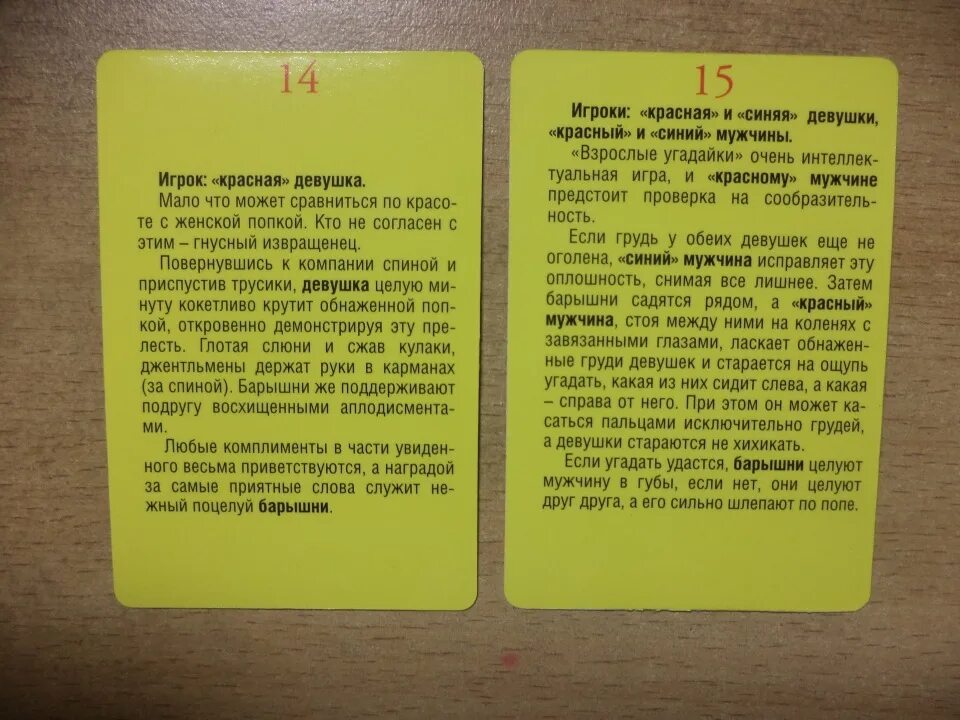 14
Игрок: «красная» девушка.
Мало что может сравниться по красо-
те с женской попкой. Кто не согласен с
этим – гнусный извращенец.
Повернувшись к компании спиной и
приспустив трусики, девушка целую ми-
нуту кокетливо крутит обнаженной поп-
кой, откровенно демонстрируя эту пре-
лесть. Глотая слюни и сжав кулаки,
джентльмены держат руки в карманах
(за спиной). Барышни же поддерживают
подругу восхищенными аплодисмента-
ми.
Любые комплименты в части увиден-
ного весьма приветствуются, а наградой
за самые приятные слова служит неж-
ный поцелуй барышни.
15
Игроки: «красная» и «синяя» девушки,
«красный» и «синий» мужчины.
«Взрослые угадайки» очень интеллек-
туальная игра, и «красному» мужчине
предстоит проверка на сообразитель-
ность.
Если грудь у обеих девушек еще не
оголена, «синий» мужчина исправляет эту
оплошность, снимая все лишнее. Затем
барышни садятся рядом, а «красный»
мужчина, стоя между ними на коленях с
завязанными глазами, ласкает обнажен-
ные груди девушек и старается на ощупь
угадать, какая из них сидит слева, а какая
– справа от него. При этом он может ка-
саться пальцами исключительно грудей,
а девушки стараются не хихикать.
Если угадать удастся, барышни целуют
мужчину в губы, если нет, они целуют
друг друга, а его сильно шлепают по попе.